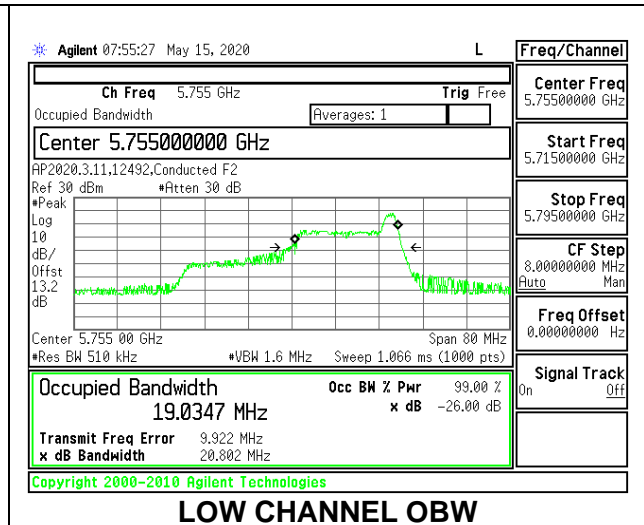 Agilent 07:55:27 May 15, 2020 L Freq/Channel
Ch Freq 5.755 GHz Trig Free
Occupied Bandwidth Averages: 1
Center 5.755000000 GHz
AP2020.3.11,12492,Conducted F2
Ref 30 dBm #Atten 30 dB
#Peak
Log
10
dB/
Offst
13.2
dB
Center 5.755 00 GHz Span 80 MHz
#Res BW 510 kHz #VBW 1.6 MHz Sweep 1.066 ms (1000 pts)
Occupied Bandwidth Occ BW % Pwr 99.00 %
19.0347 MHz x dB -26.00 dB
Transmit Freq Error 9.922 MHz
x dB Bandwidth 20.802 MHz
Copyright 2000-2010 Agilent Technologies
Center Freq
5.75500000 GHz
Start Freq
5.71500000 GHz
Stop Freq
5.79500000 GHz
CF Step
8.00000000 MHz
Auto Man
Freq Offset
0.00000000 Hz
Signal Track
On Off
LOW CHANNEL OBW